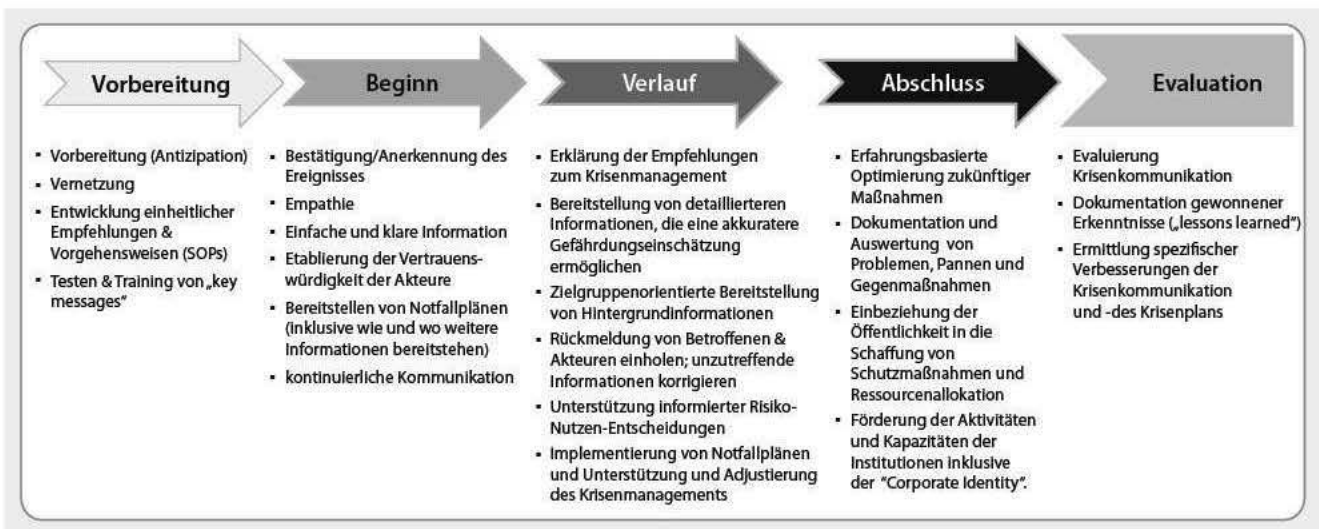 Vorbereitung
Beginn
Verlauf
Abschluss
Evaluation
▪ Vorbereitung (Antizipation)
▪ Vernetzung
▪ Entwicklung einheitlicher
Empfehlungen &
Vorgehensweisen (SOPs)
▪ Testen & Training von „key
messages“
▪ Bestätigung/Anerkennung des
Ereignisses
▪ Empathie
▪ Einfache und klare Information
▪ Etablierung der Vertrauens-
würdigkeit der Akteure
▪ Bereitstellen von Notfallplänen
(inklusive wie und wo weitere
Informationen bereitstehen)
▪ kontinuierliche Kommunikation
▪ Erklärung der Empfehlungen
zum Krisenmanagement
▪ Bereitstellung von detaillierteren
Informationen, die eine akkuratere
Gefährdungseinschätzung
ermöglichen
▪ Zielgruppenorientierte Bereitstellung
von Hintergrundinformationen
▪ Rückmeldung von Betroffenen &
Akteuren einholen; unzutreffende
Informationen korrigieren
▪ Unterstützung informierter Risiko-
Nutzen-Entscheidungen
▪ Implementierung von Notfallplänen
und Unterstützung und Adjustierung
des Krisenmanagements
▪ Erfahrungsbasierte
Optimierung zukünftiger
Maßnahmen
▪ Dokumentation und
Auswertung von
Problemen, Pannen und
Gegenmaßnahmen
▪ Einbeziehung der
Öffentlichkeit in die
Schaffung von
Schutzmaßnahmen und
Ressourcenallokation
▪ Förderung der Aktivitäten
und Kapazitäten der
Institutionen inklusive
der "Corporate Identity".
▪ Evaluierung
Krisenkommunikation
▪ Dokumentation gewonnener
Erkenntnisse („lessons learned“)
▪ Ermittlung spezifischer
Verbesserungen der
Krisenkommunikation
und -des Krisenplans